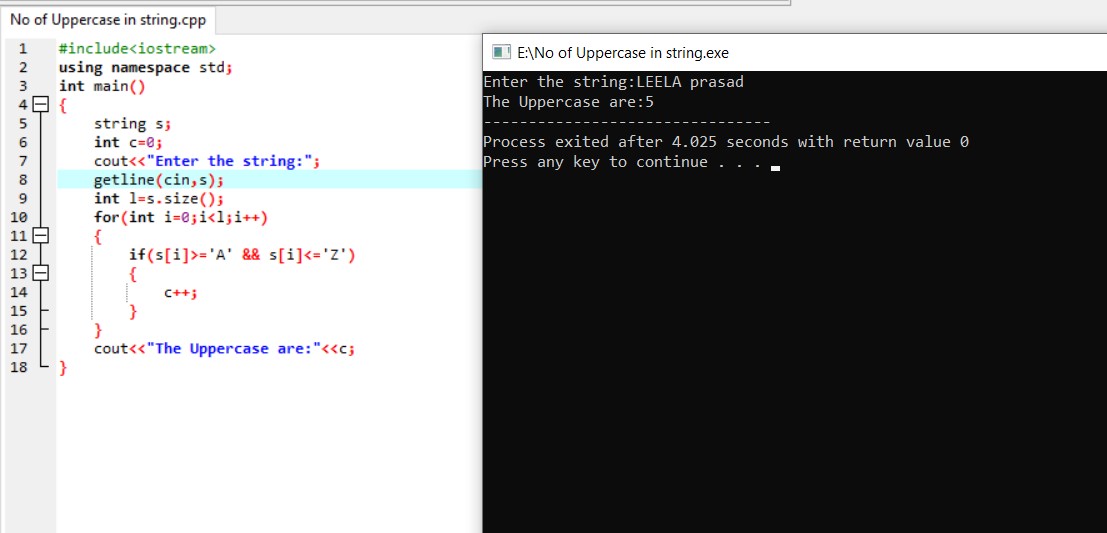 No of Uppercase in string.cpp
1 #include<iostream>
2 using namespace std;
3 int main()
4 {
5 string s;
6 int c=0;
7 cout<<"Enter the string:";
8 getline(cin,s);
9 int l=s.size();
10 for(int i=0;i<l;i++)
11 {
12 if(s[i]>='A' && s[i]<='Z')
13 {
14 c++;
15 }
16 }
17 cout<<"The Uppercase are:"<<c;
18 }
E:\No of Uppercase in string.exe
Enter the string:LEELA prasad
The Uppercase are:5
--------------------------------
Process exited after 4.025 seconds with return value 0
Press any key to continue . . .